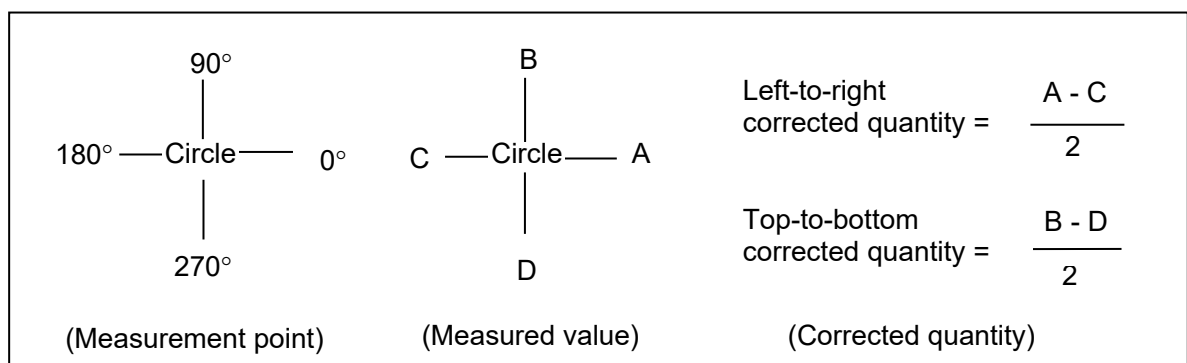 90°
180° Circle 0°
270°
(Measurement point)
B
C Circle A
D
(Measured value)
Left-to-right
corrected quantity = A - C
2
Top-to-bottom
corrected quantity = B - D
2
(Corrected quantity)